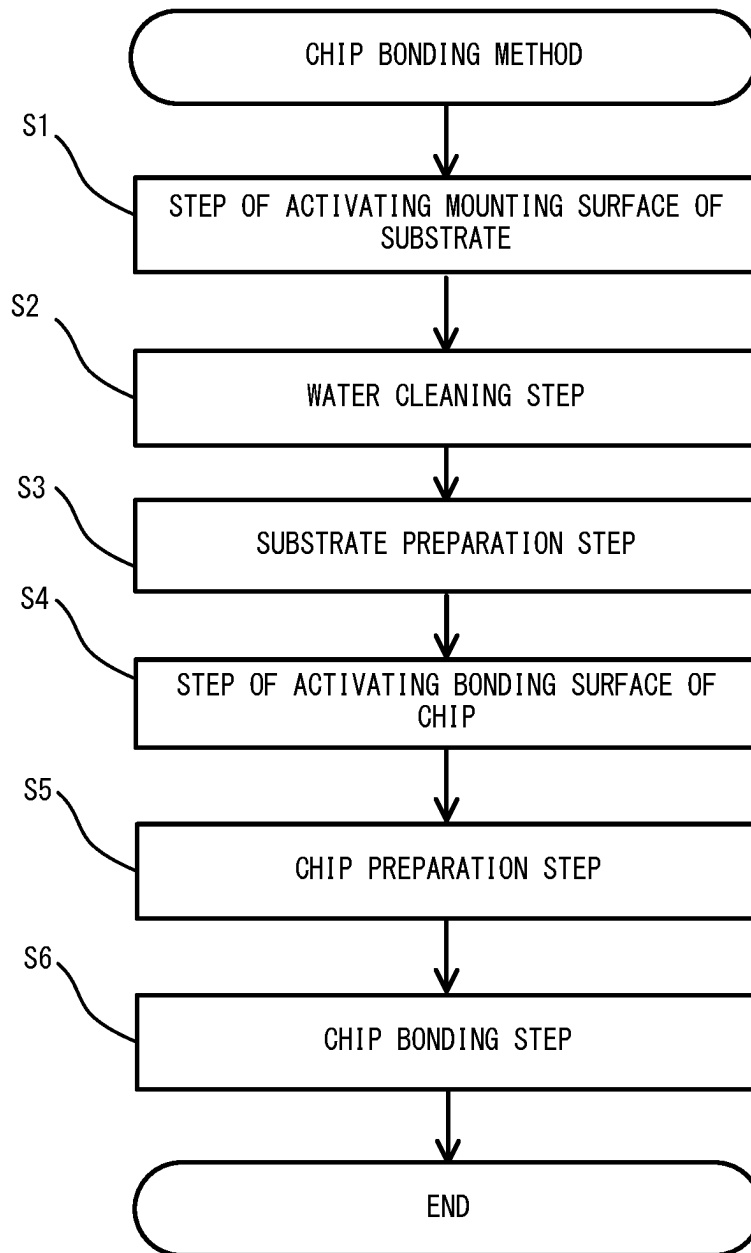 CHIP BONDING METHOD
S1
STEP OF ACTIVATING MOUNTING SURFACE OF
SUBSTRATE
S2
WATER CLEANING STEP
S3
SUBSTRATE PREPARATION STEP
S4
STEP OF ACTIVATING BONDING SURFACE OF
CHIP
S5
CHIP PREPARATION STEP
S6
CHIP BONDING STEP
END